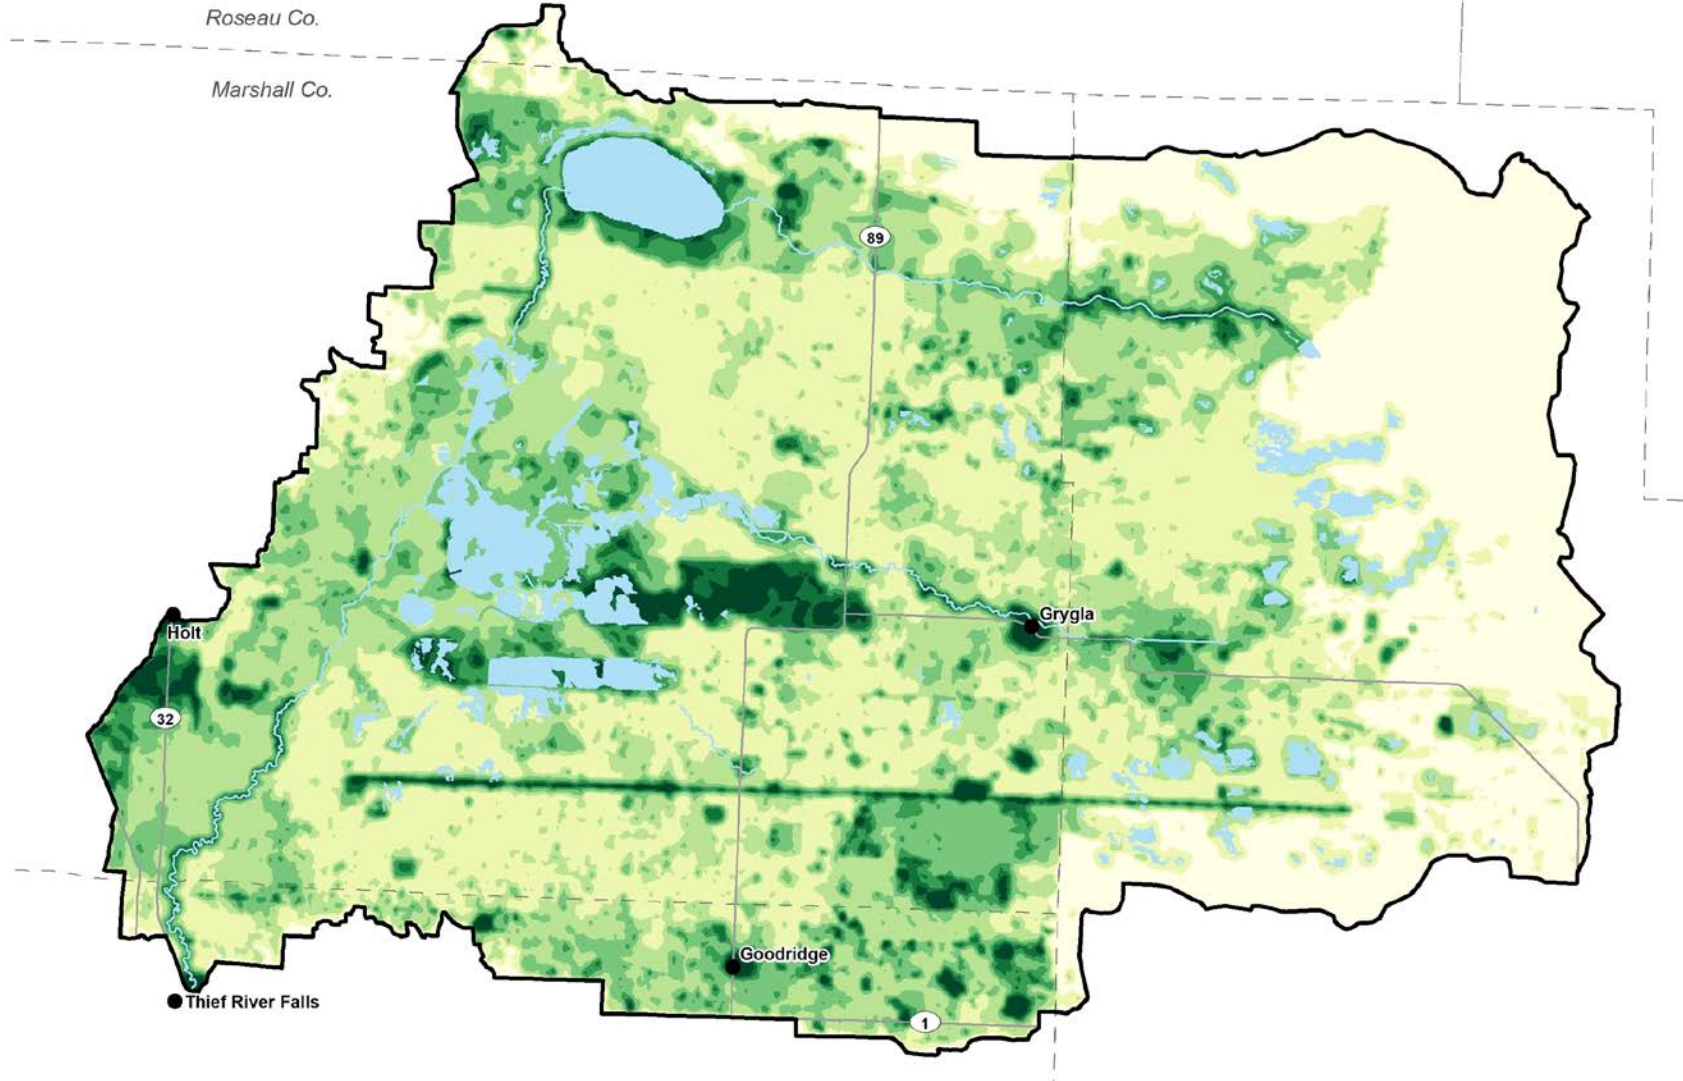 Roseau Co.
Marshall Co.
89
Grygla
Holt
32
Goodridge
Thief River Falls
1